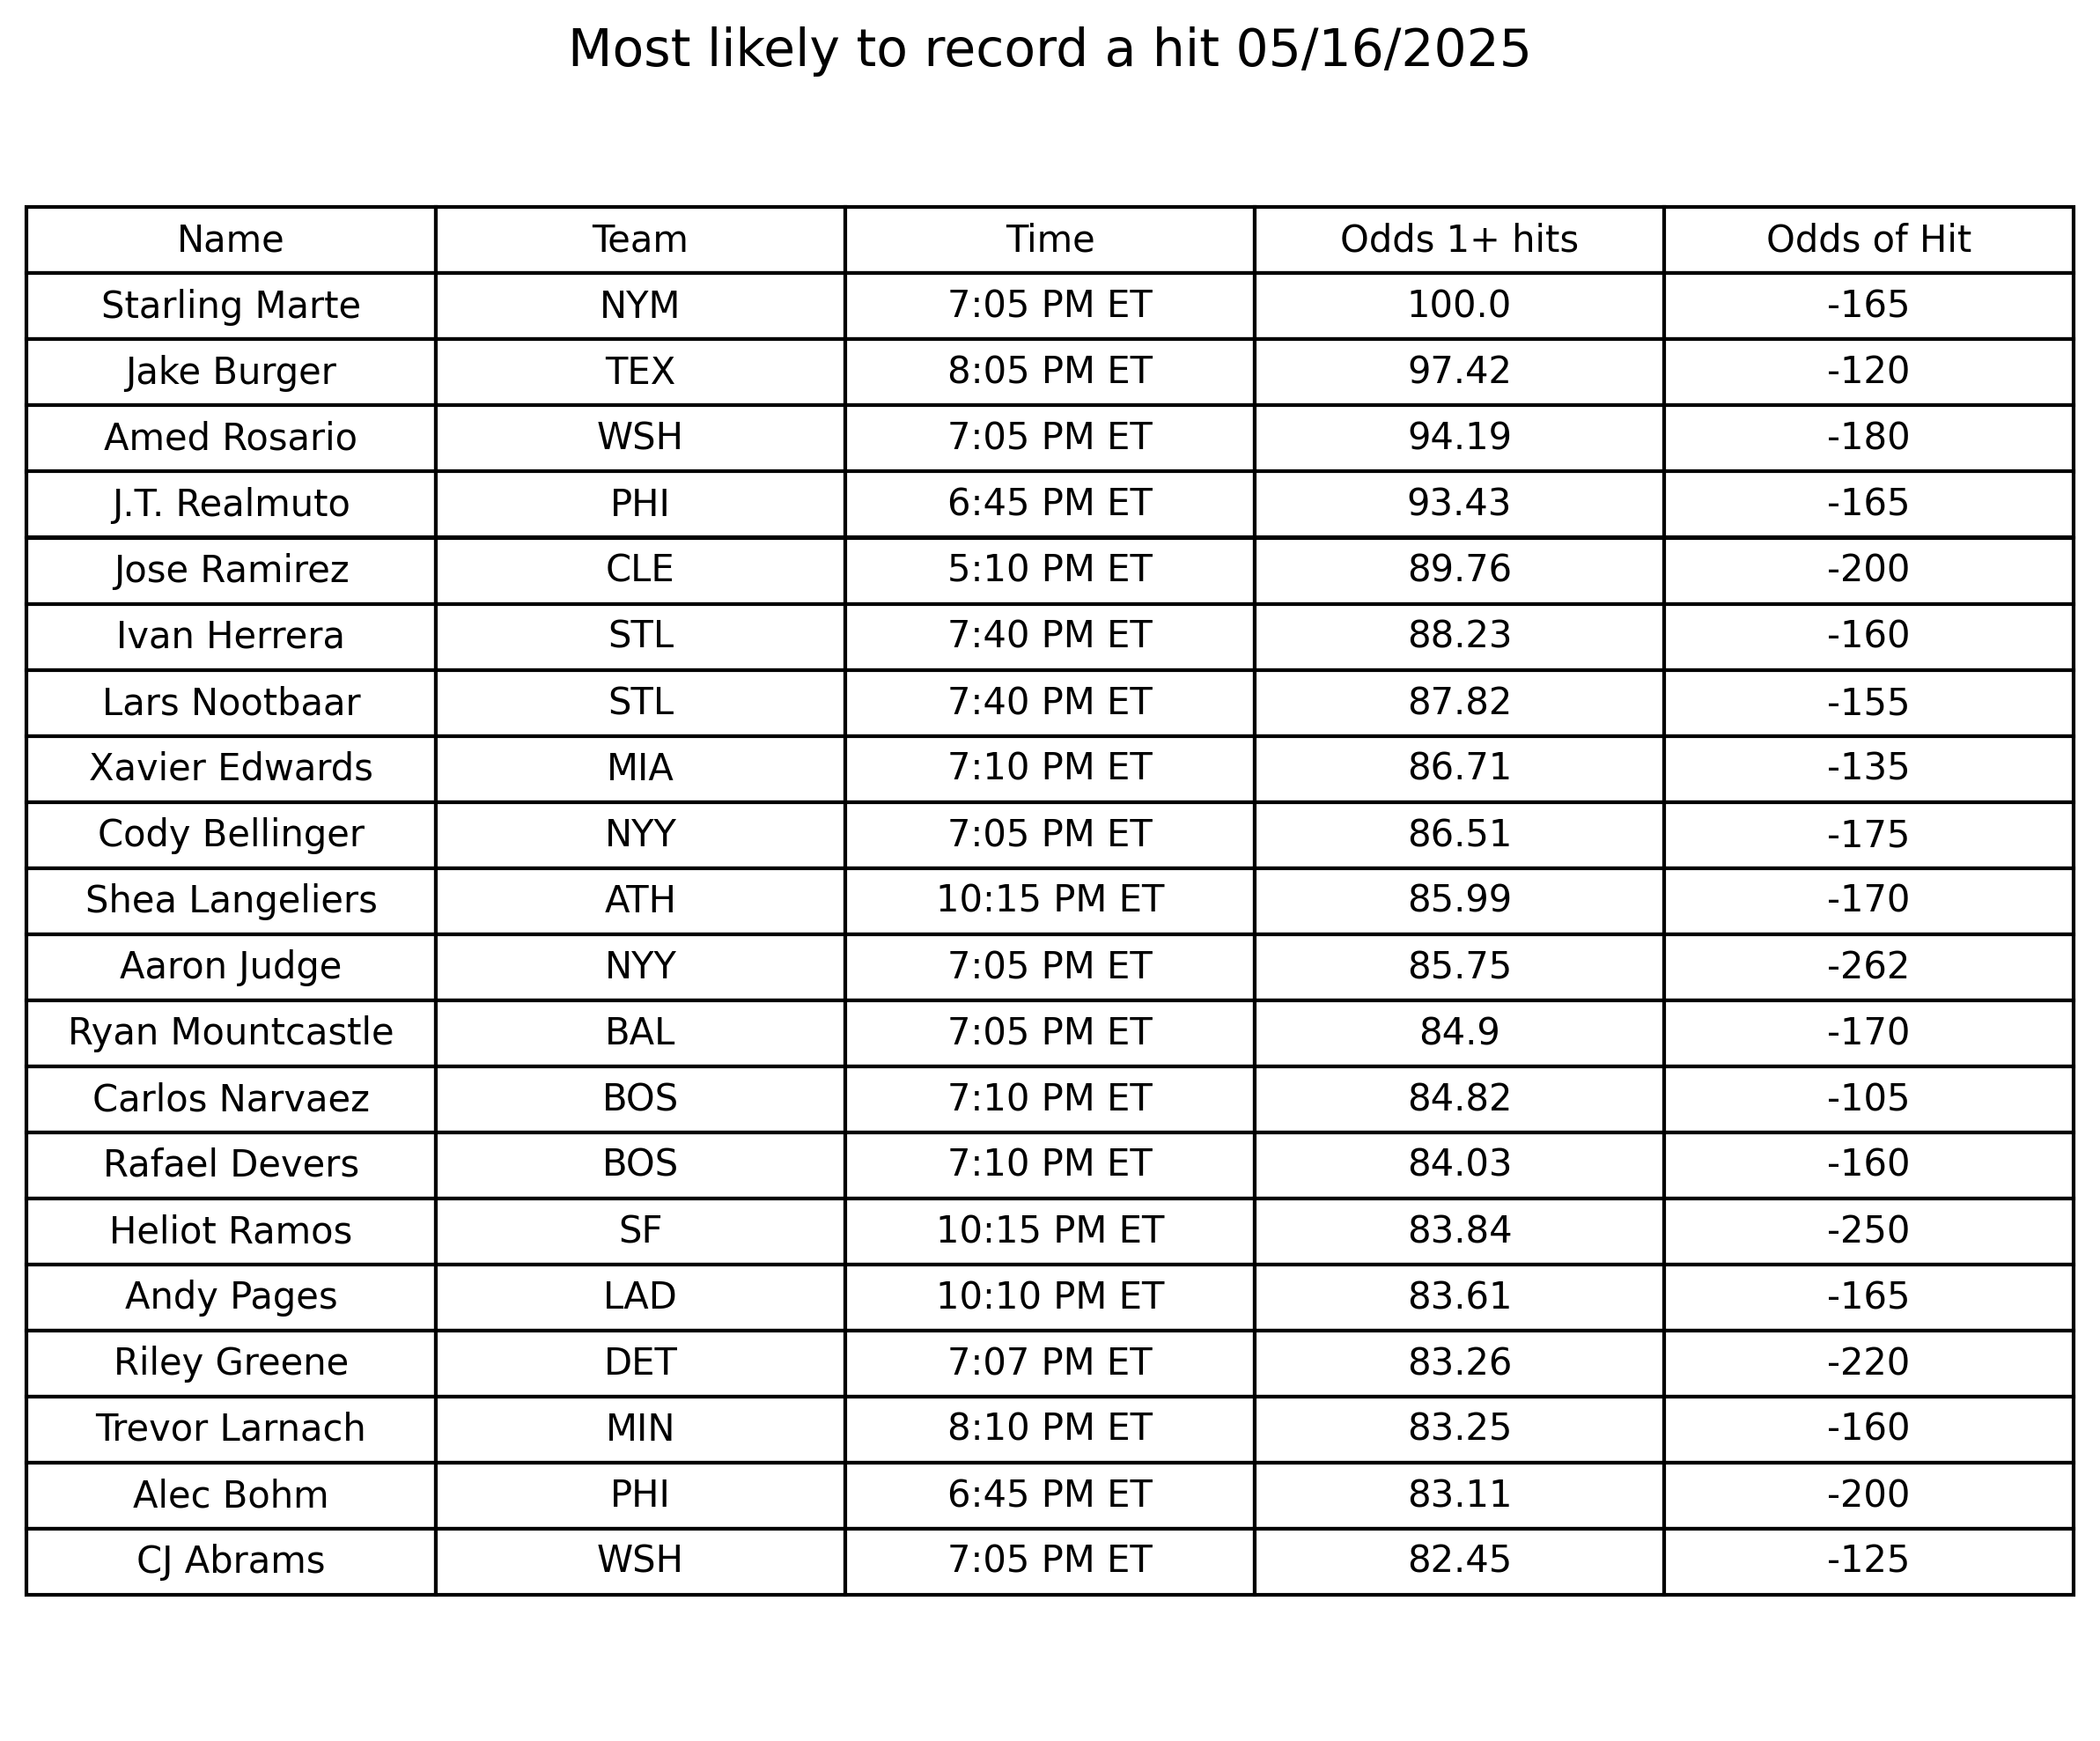 Most likely to record a hit 05/16/2025
Name Team Time Odds 1+ hits Odds of Hit
Starling Marte NYM 7:05 PM ET 100.0 -165
Jake Burger TEX 8:05 PM ET 97.42 -120
Amed Rosario WSH 7:05 PM ET 94.19 -180
J.T. Realmuto PHI 6:45 PM ET 93.43 -165
Jose Ramirez CLE 5:10 PM ET 89.76 -200
Ivan Herrera STL 7:40 PM ET 88.23 -160
Lars Nootbaar STL 7:40 PM ET 87.82 -155
Xavier Edwards MIA 7:10 PM ET 86.71 -135
Cody Bellinger NYY 7:05 PM ET 86.51 -175
Shea Langeliers ATH 10:15 PM ET 85.99 -170
Aaron Judge NYY 7:05 PM ET 85.75 -262
Ryan Mountcastle BAL 7:05 PM ET 84.9 -170
Carlos Narvaez BOS 7:10 PM ET 84.82 -105
Rafael Devers BOS 7:10 PM ET 84.03 -160
Heliot Ramos SF 10:15 PM ET 83.84 -250
Andy Pages LAD 10:10 PM ET 83.61 -165
Riley Greene DET 7:07 PM ET 83.26 -220
Trevor Larnach MIN 8:10 PM ET 83.25 -160
Alec Bohm PHI 6:45 PM ET 83.11 -200
CJ Abrams WSH 7:05 PM ET 82.45 -125